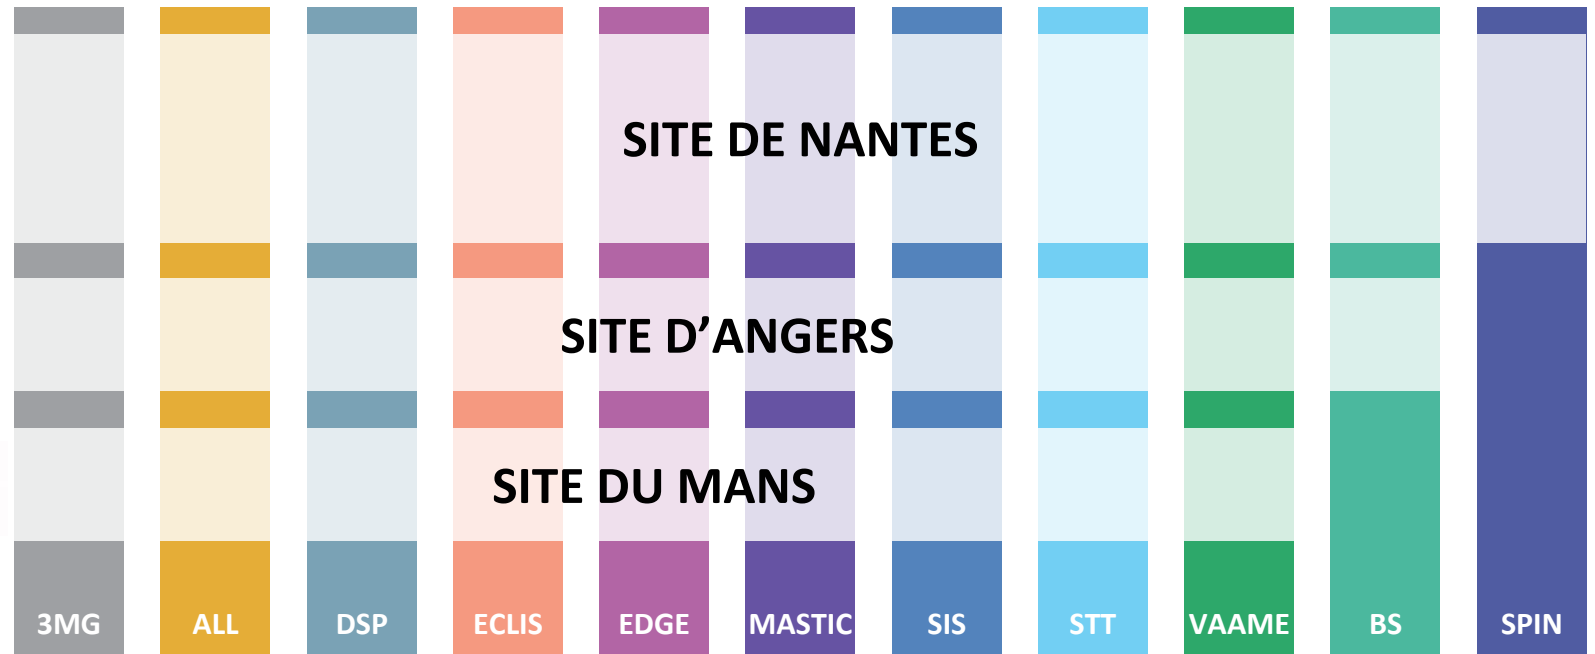 SITE DE NANTES
SITE D’ANGERS
SITE DU MANS
3MG ALL DSP ECLIS EDGE MASTIC SIS STT VAAME BS SPIN